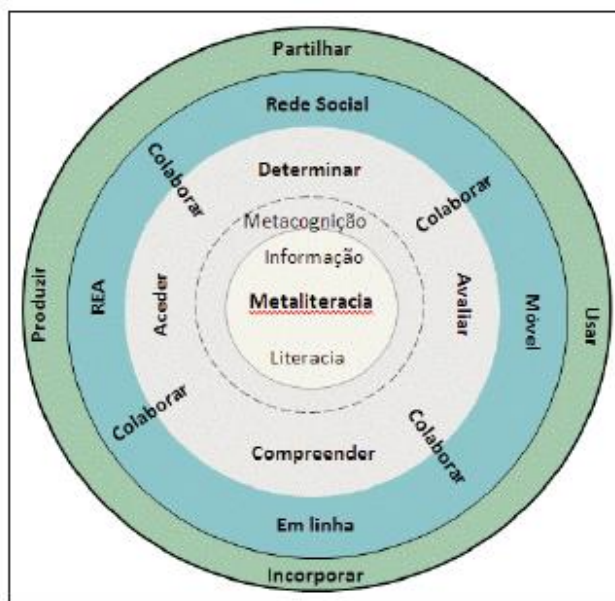 Partilhar
Rede Social
Colaborar
Determinar
Colaborar
Metacognição
Informação
Produzir
REA
Aceder
Metaliteracia
Avaliar
Móvel
Usar
Literacia
Colaborar
Colaborar
Compreender
Em linha
Incorporar